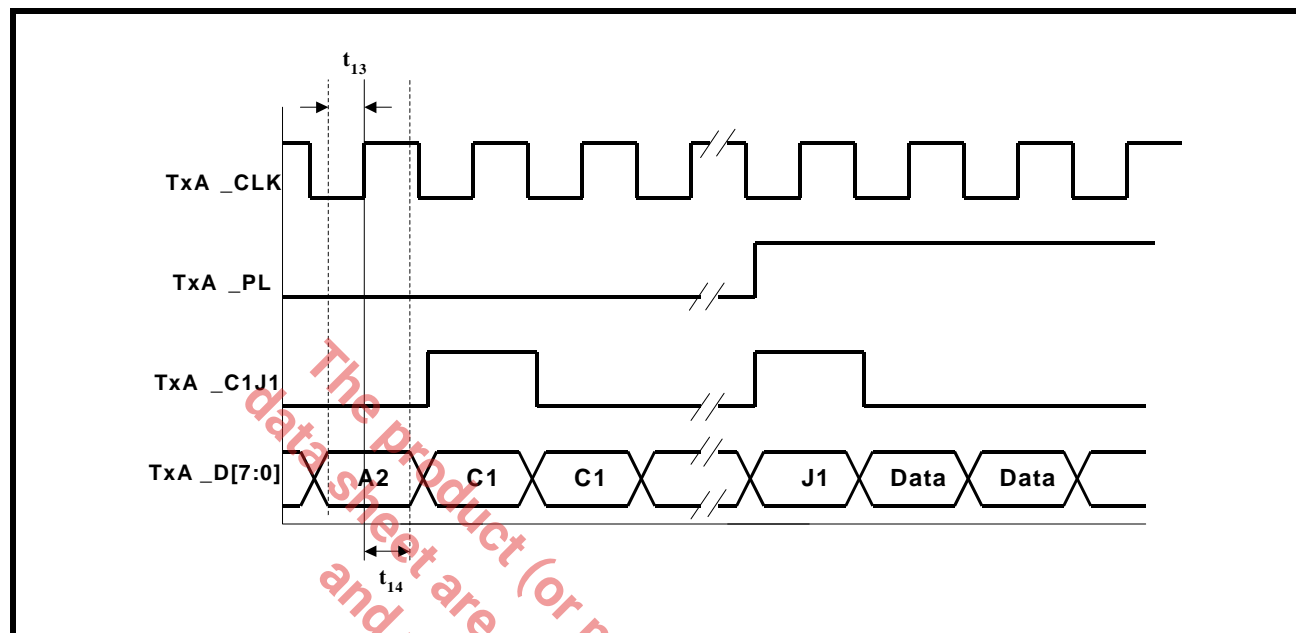 t13
TxA _CLK
TxA _PL
TxA _C1J1
TxA _D[7:0]
A2
C1
C1
J1
Data
Data
t14
The product (or
data sheet are
and